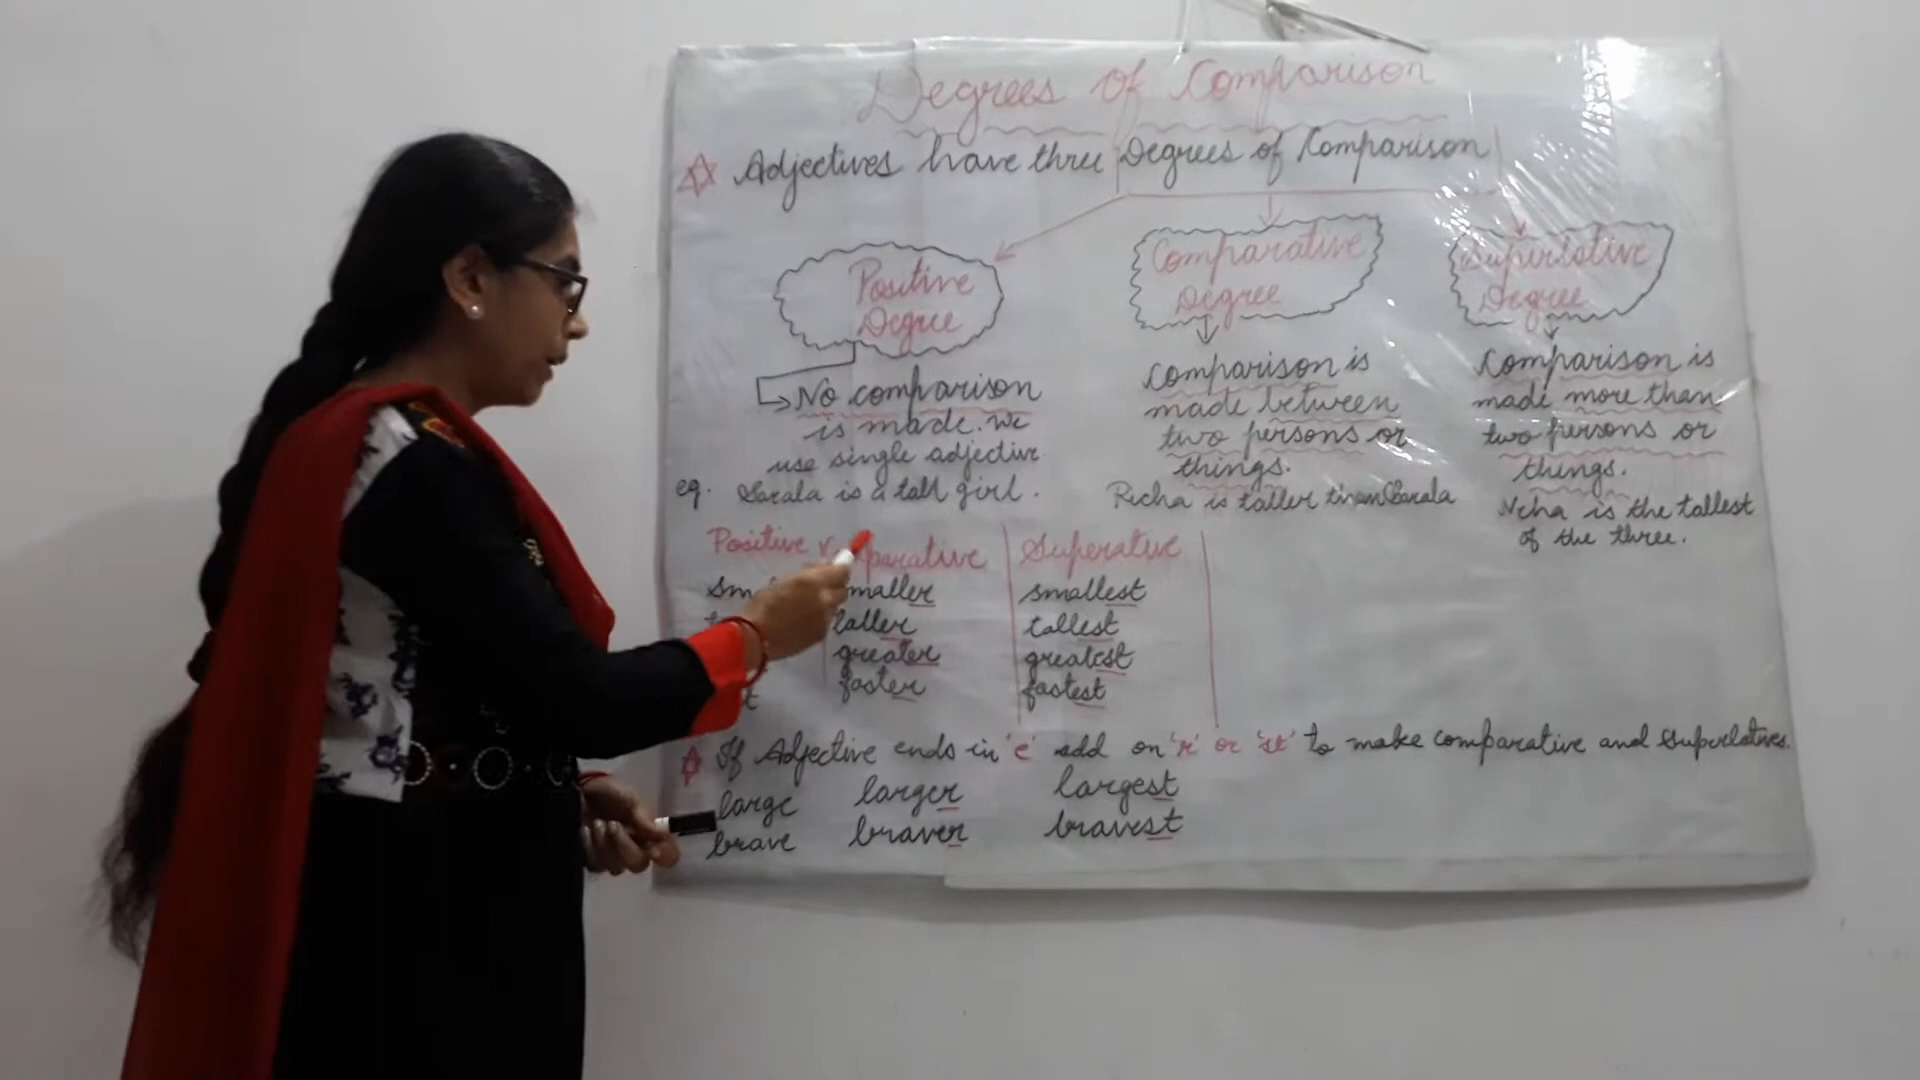 Degrees of Comparison
Adjectives have three Degrees of Comparison
Positive
Degree
No comparison
is made. We
use single adjective
eg. Sarala is a tall girl.
Comparative
Degree
Comparison is
made between
two persons or
things.
Richa is taller than Sarala
Superlative
Degree
Comparison is
made more than
two persons or
things.
is the tallest
of the three.
Positive Superative
smallest
taller tallest
greater greatest
faster fastest
If Adjective ends in 'e' add on 'r' or 'st' to make comparative and superlatives.
large larger largest
brave braver bravest